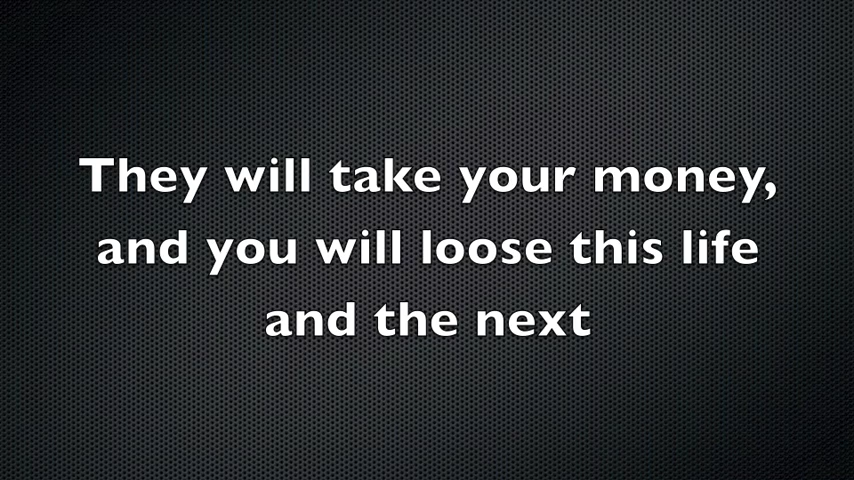 They will take your money,
and you will loose this life
and the next